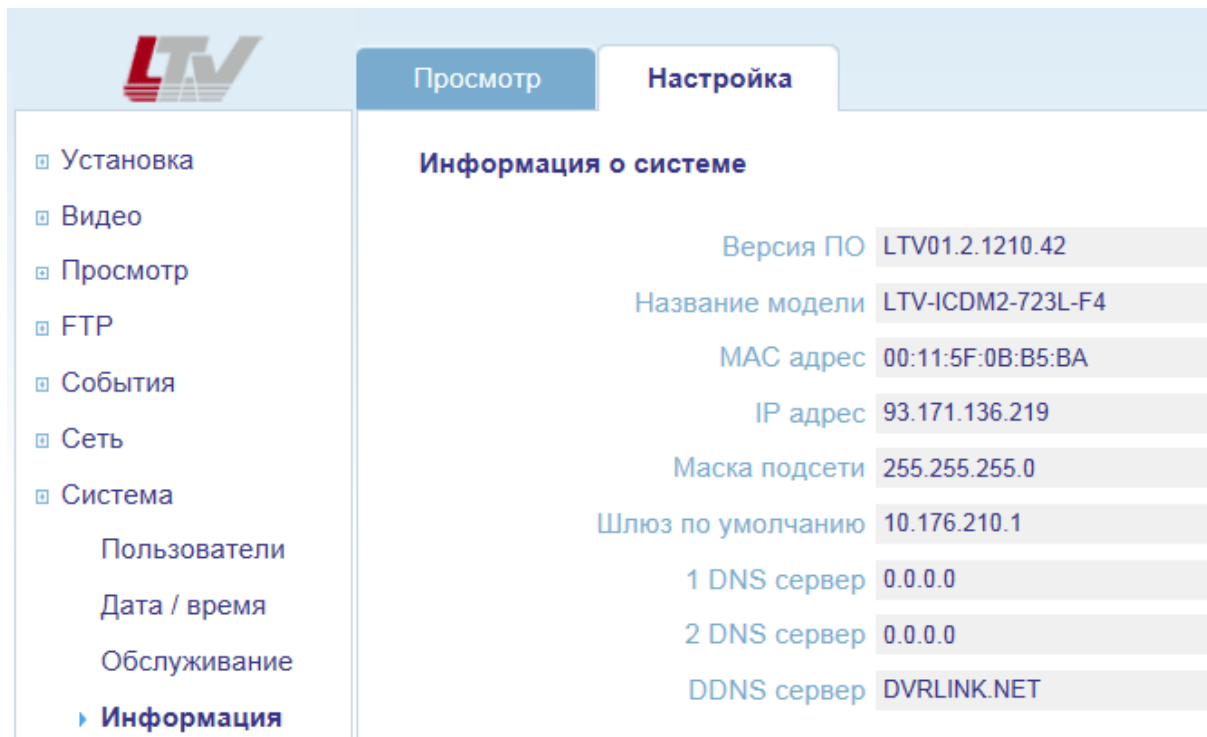 LTV
Просмотр
Настройка
Установка
Видео
Просмотр
FTP
События
Сеть
Система
Пользователи
Дата / время
Обслуживание
Информация
Информация о системе
Версия ПО LTV01.2.1210.42
Название модели LTV-ICDM2-723L-F4
MAC адрес 00:11:5F:0B:B5:BA
IP адрес 93.171.136.219
Маска подсети 255.255.255.0
Шлюз по умолчанию 10.176.210.1
1 DNS сервер 0.0.0.0
2 DNS сервер 0.0.0.0
DDNS сервер DVRLINK.NET